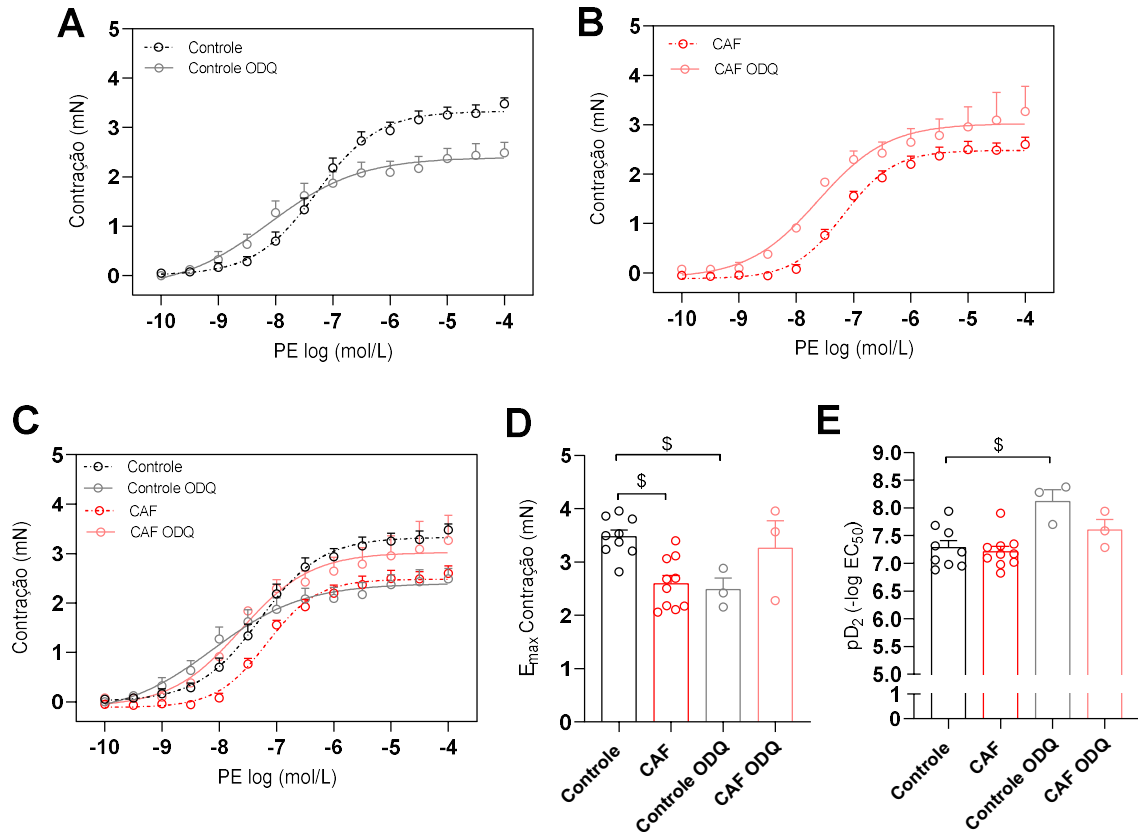 A
Controle
Controle ODQ
Contração (mN)
5
4
3
2
1
0
-10 -9 -8 -7 -6 -5 -4
PE log (mol/L)
B
CAF
CAF ODQ
Contração (mN)
5
4
3
2
1
0
-10 -9 -8 -7 -6 -5 -4
PE log (mol/L)
C
Controle
Controle ODQ
CAF
CAF ODQ
Contração (mN)
5
4
3
2
1
0
-10 -9 -8 -7 -6 -5 -4
PE log (mol/L)
D
$
$
Emax Contração (mN)
5
4
3
2
1
0
Controle
CAF
Controle ODQ
CAF ODQ
E
$
pD2 (-log EC50)
9.0
8.5
8.0
7.5
7.0
6.5
6.0
5.5
5.0
1
0
Controle
CAF
Controle ODQ
CAF ODQ